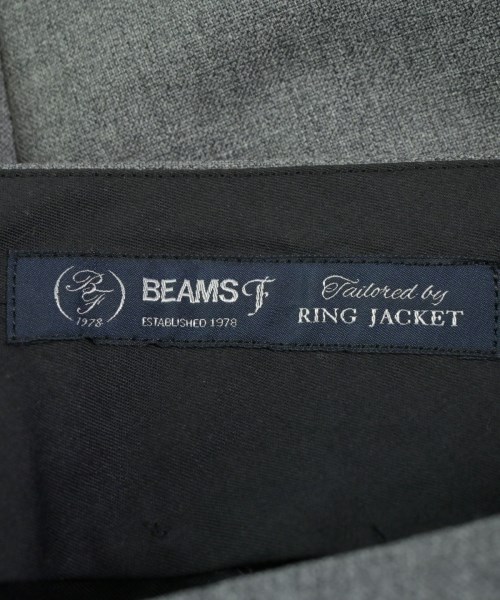 BF
1978
BEAMS F
ESTABLISHED 1978
Tailored by
RING JACKET